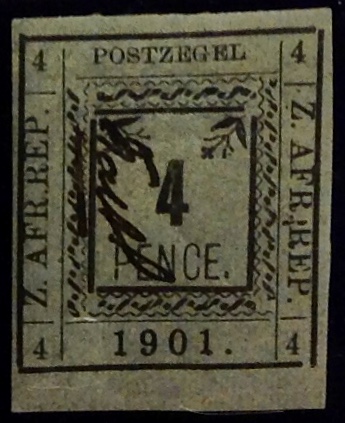 4 POSTZEGEL 4
Z. AFR. REP.
Z. AFR. REP.
4
PENCE.
4 1901. 4